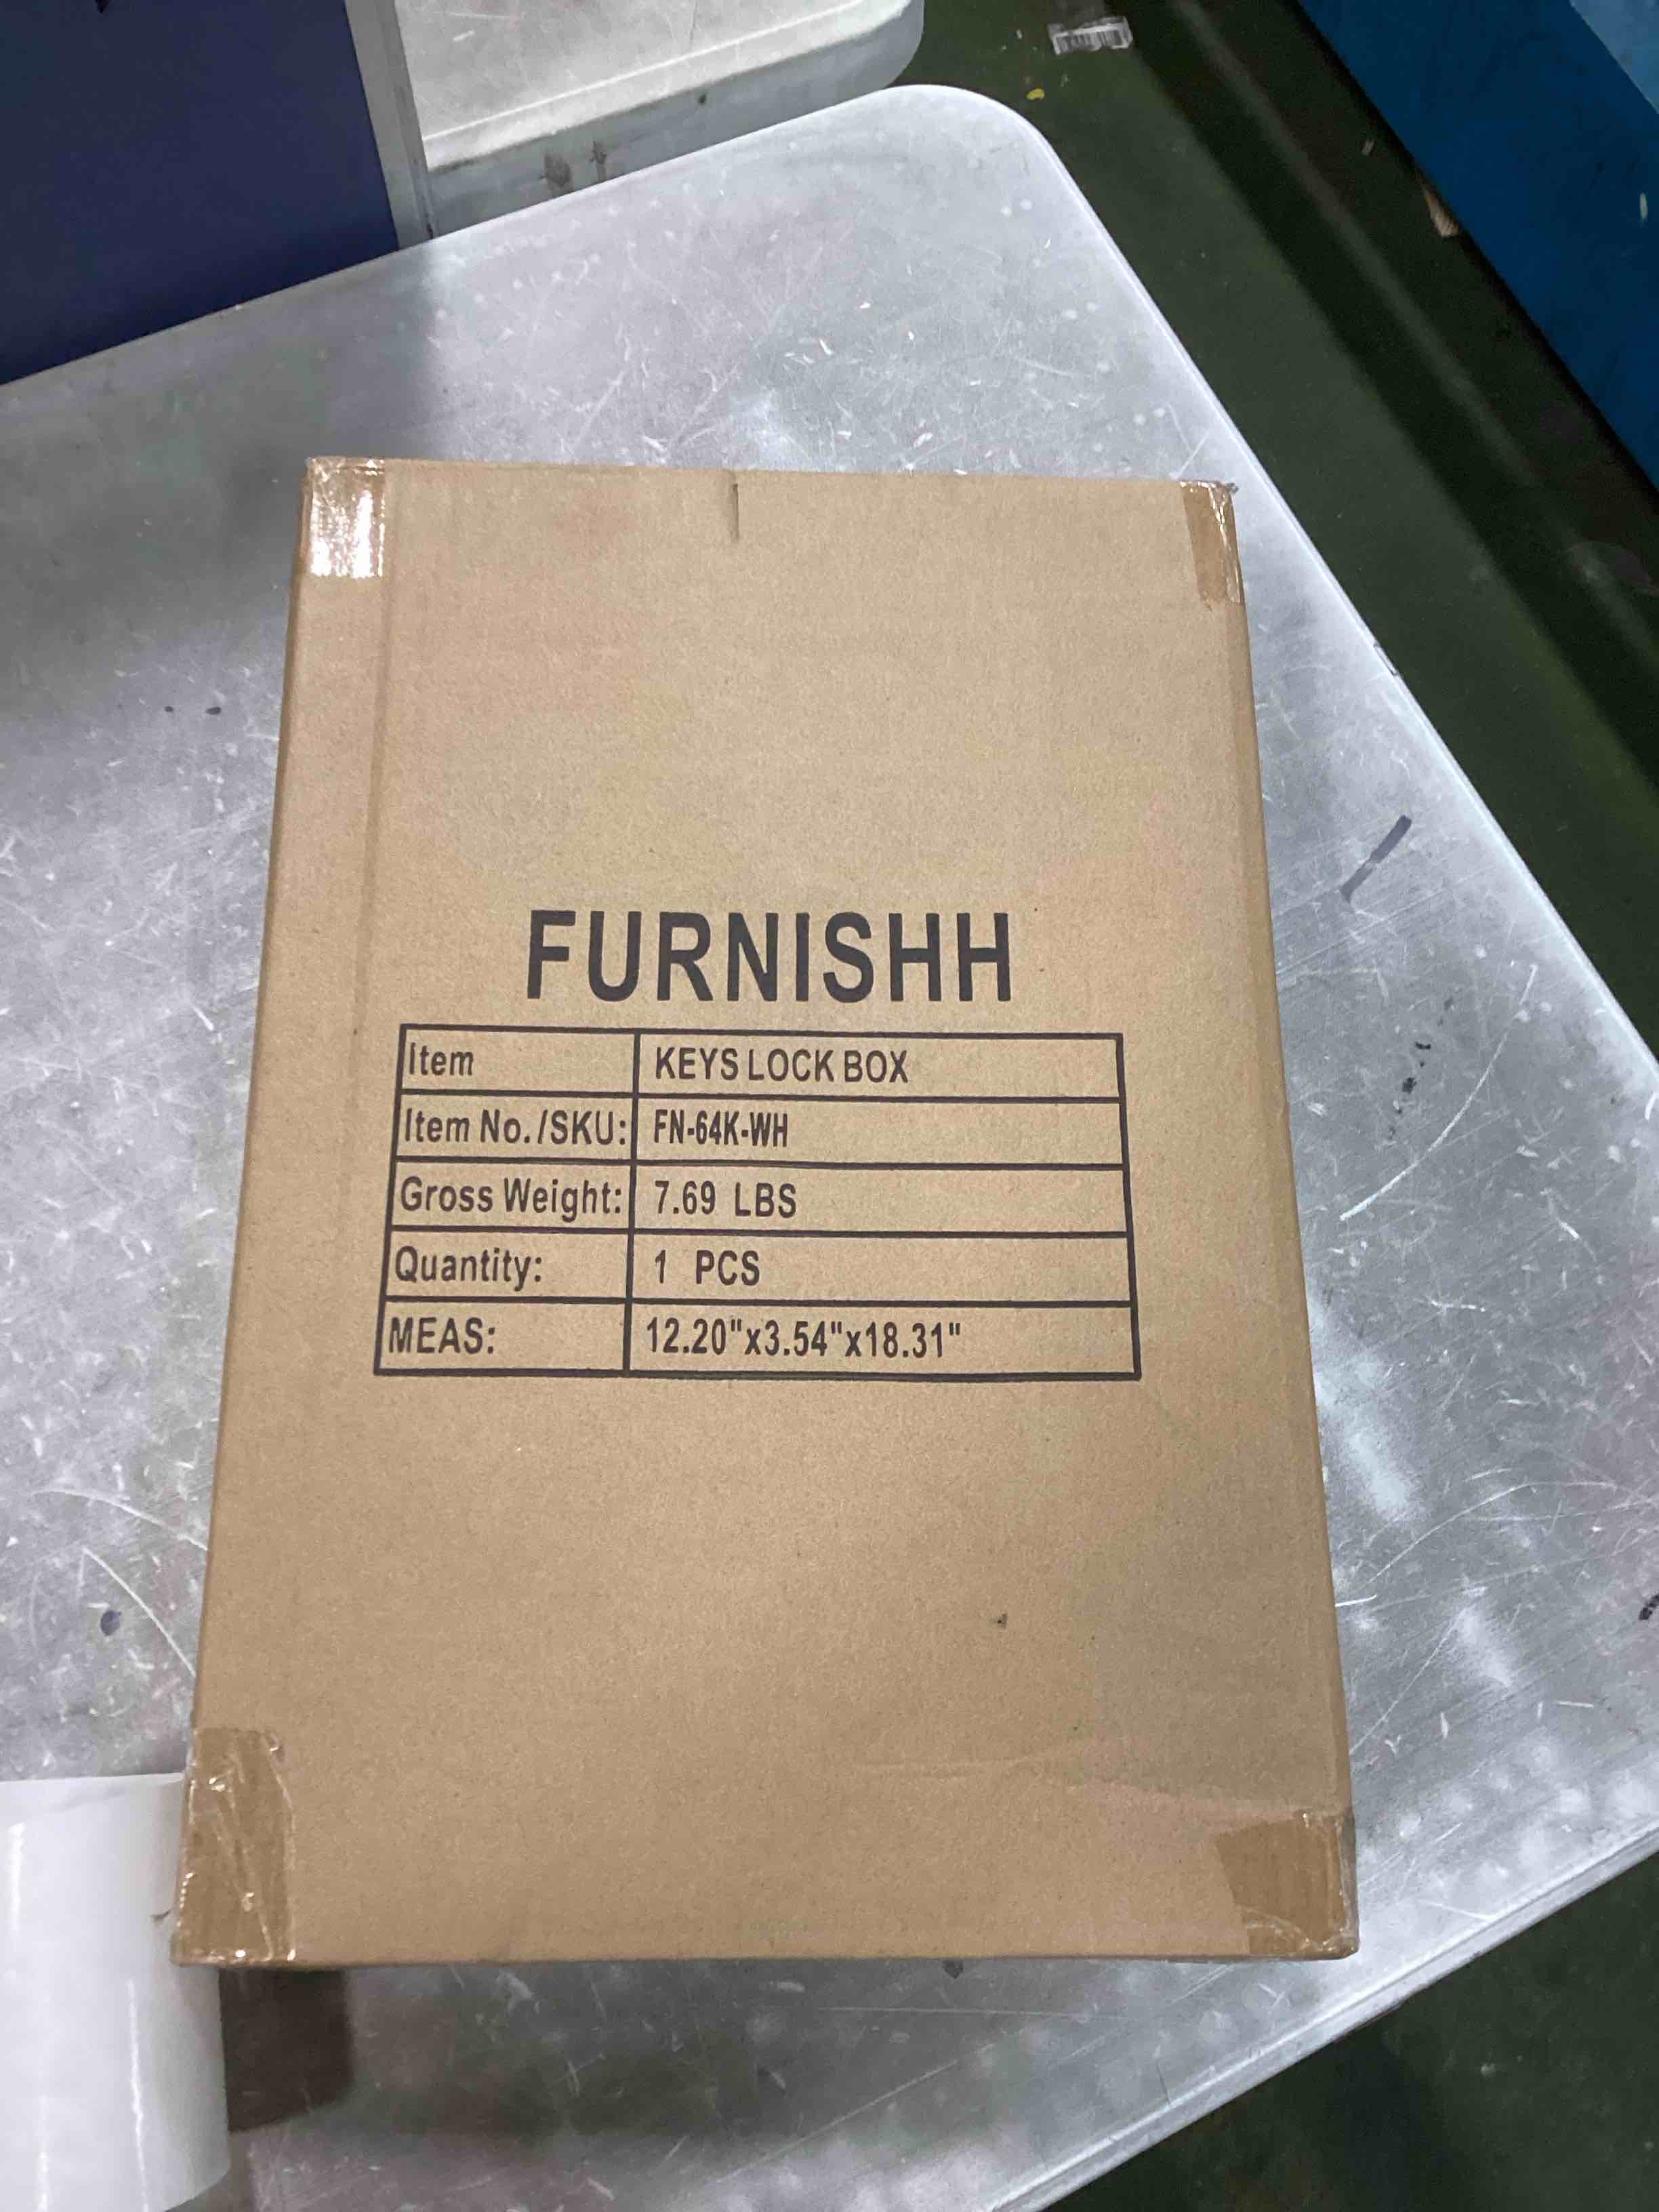 FURNISHH
Item KEYS LOCK BOX
Item No./SKU: FN-64K-WH
Gross Weight: 7.69 LBS
Quantity: 1 PCS
MEAS: 12.20"x3.54"x18.31"